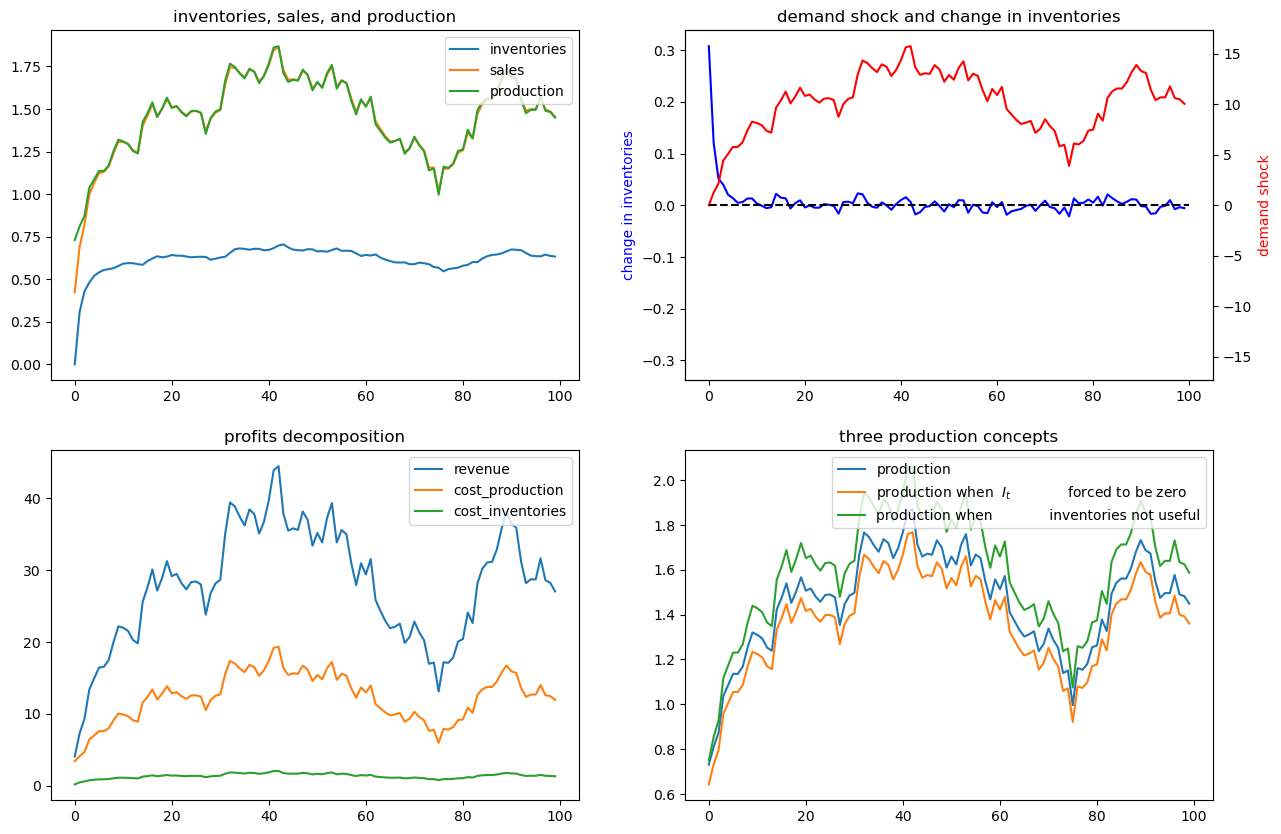 inventories, sales, and production
inventories
sales
production
1.75
1.50
1.25
1.00
0.75
0.50
0.25
0.00
0 20 40 60 80 100
demand shock and change in inventories
change in inventories
0.3
0.2
0.1
0.0
−0.1
−0.2
−0.3
15
10
5
0
−5
−10
−15
demand shock
0 20 40 60 80 100
profits decomposition
revenue
cost_production
cost_inventories
40
30
20
10
0
0 20 40 60 80 100
three production concepts
production
production when I_t forced to be zero
production when inventories not useful
2.0
1.8
1.6
1.4
1.2
1.0
0.8
0.6
0 20 40 60 80 100